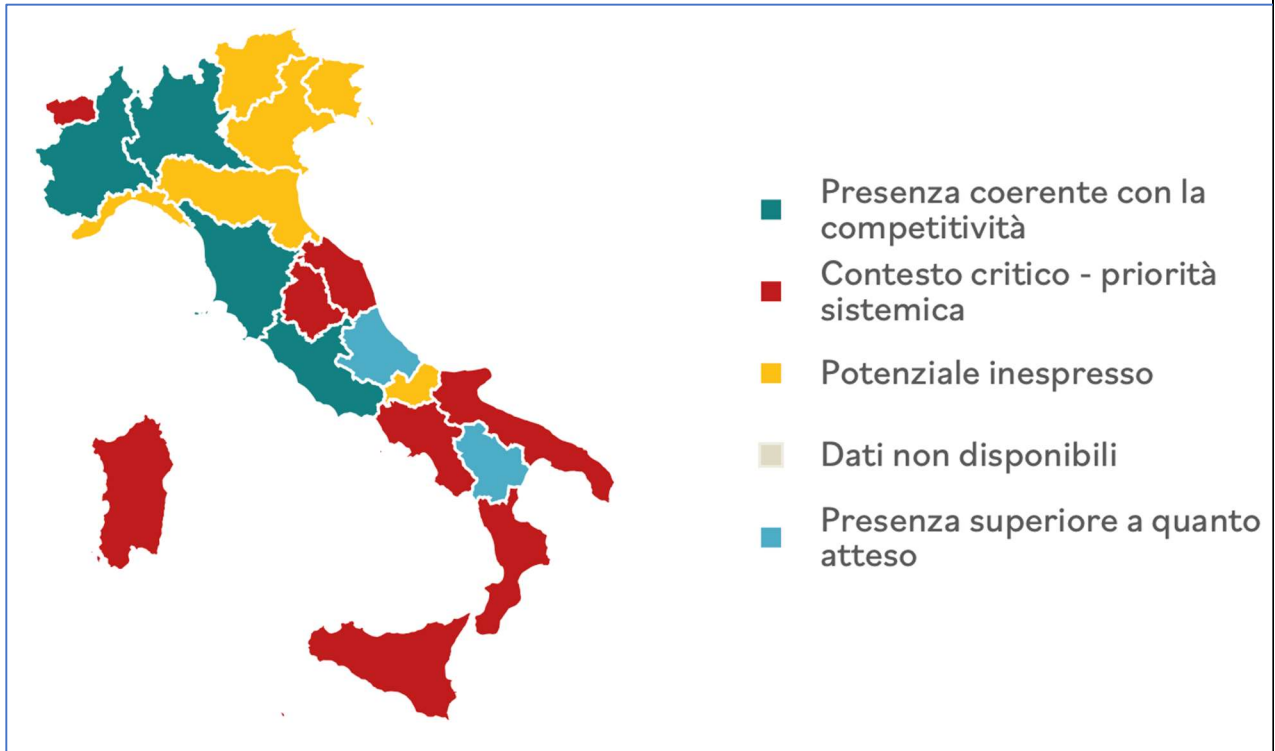 Presenza coerente con la
competitività
Contesto critico - priorità
sistemica
Potenziale inespresso
Dati non disponibili
Presenza superiore a quanto
atteso